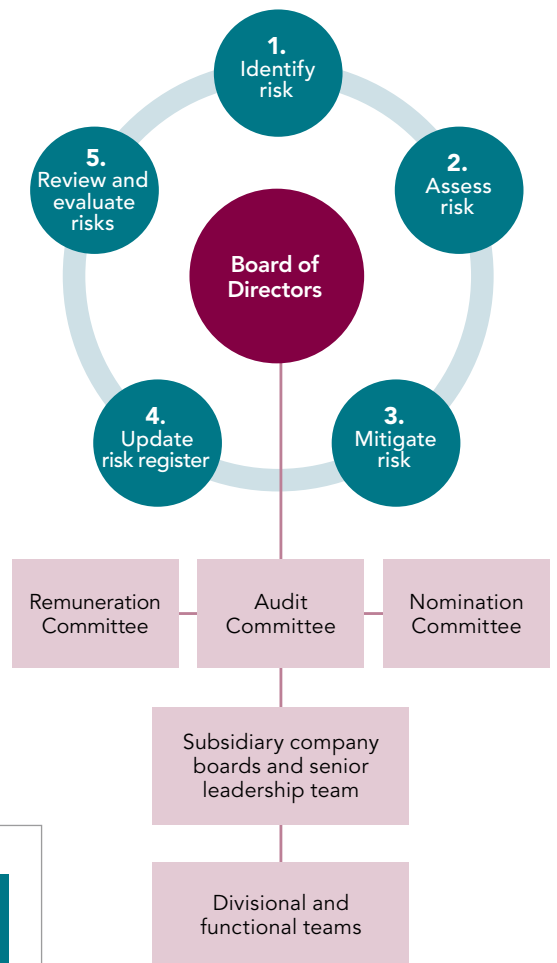 1.
Identify
risk
2.
Assess
risk
3.
Mitigate
risk
4.
Update
risk register
5.
Review and
evaluate
risks
Board of
Directors
Remuneration
Committee
Audit
Committee
Nomination
Committee
Subsidiary company
boards and senior
leadership team
Divisional and
functional teams